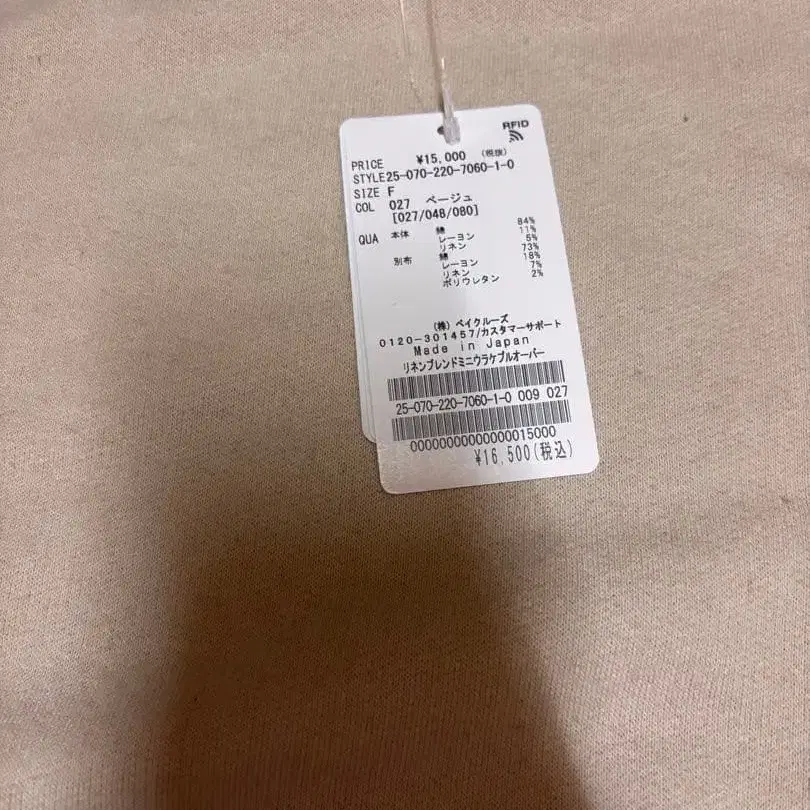 RFID
PRICE ¥15,000 (税抜)
STYLE25-070-220-7060-1-0
SIZE F
COL 027 ベージュ
[027/048/080]
QUA 本体 綿 84%
レーヨン 11%
リネン 5%
別布 綿 73%
レーヨン 18%
リネン 7%
ポリウレタン 2%
(株) ベイクルーズ
0120-301457/カスタマーサポート
Made in Japan
リネンブレンドミニウラケプルオーバー
25-070-220-7060-1-0 009 027
00000000000000015000
¥16,500(税込)